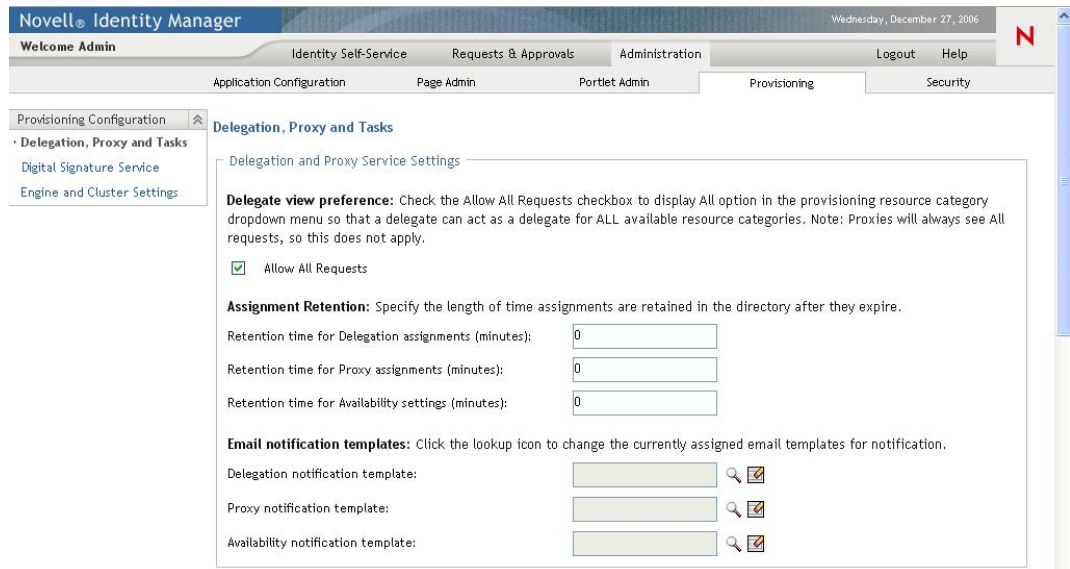 Novell® Identity Manager
Wednesday, December 27, 2006
N
Welcome Admin
Identity Self-Service Requests & Approvals Administration Logout Help
Application Configuration Page Admin Portlet Admin Provisioning Security
Provisioning Configuration
Delegation, Proxy and Tasks
Digital Signature Service
Engine and Cluster Settings
Delegation, Proxy and Tasks
Delegation and Proxy Service Settings
Delegate view preference: Check the Allow All Requests checkbox to display All option in the provisioning resource category
dropdown menu so that a delegate can act as a delegate for ALL available resource categories. Note: Proxies will always see All
requests, so this does not apply.
Allow All Requests
Assignment Retention: Specify the length of time assignments are retained in the directory after they expire.
Retention time for Delegation assignments (minutes): 0
Retention time for Proxy assignments (minutes): 0
Retention time for Availability settings (minutes): 0
Email notification templates: Click the lookup icon to change the currently assigned email templates for notification.
Delegation notification template:
Proxy notification template:
Availability notification template: